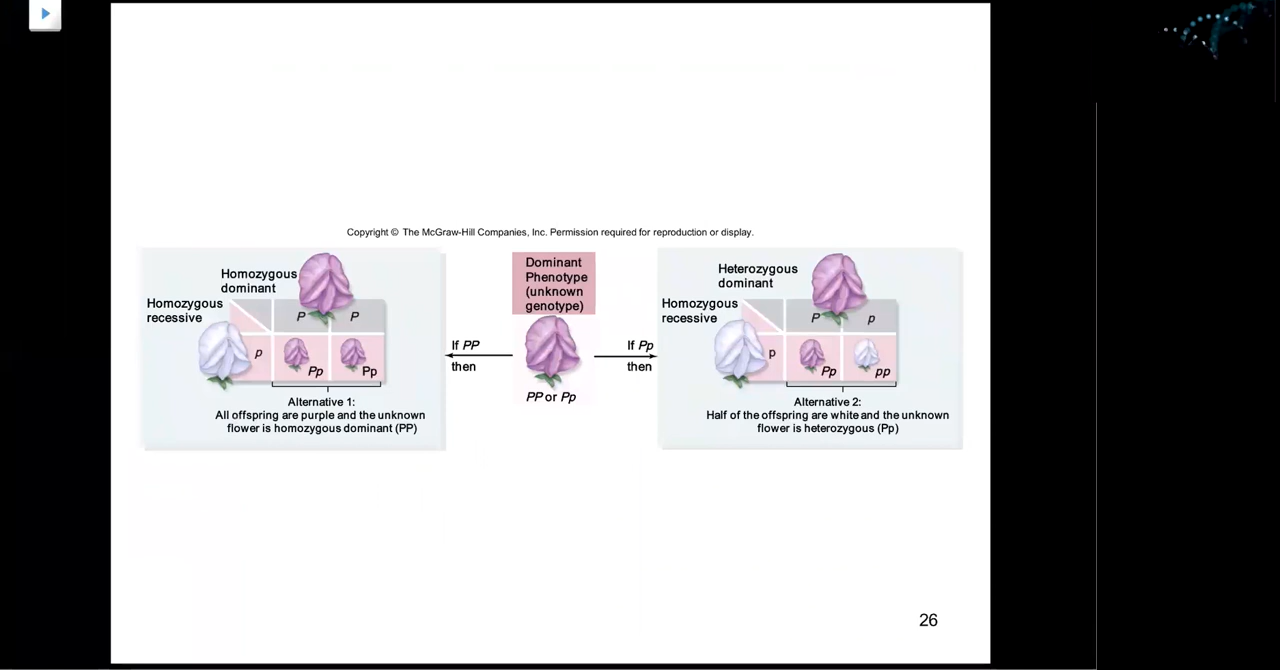 Copyright © The McGraw-Hill Companies, Inc. Permission required for reproduction or display.
Homozygous
dominant
Homozygous
recessive
P P
p
Pp Pp
Alternative 1:
All offspring are purple and the unknown
flower is homozygous dominant (PP)
If PP
then
Dominant
Phenotype
(unknown
genotype)
PP or Pp
If Pp
then
Heterozygous
dominant
Homozygous
recessive
P p
p
Pp pp
Alternative 2:
Half of the offspring are white and the unknown
flower is heterozygous (Pp)
26